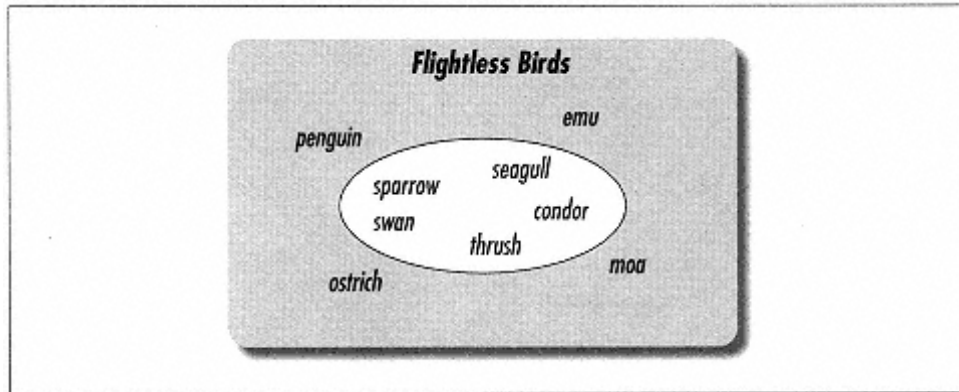 Flightless Birds
emu
penguin
seagull
sparrow
condor
swan
thrush
moa
ostrich